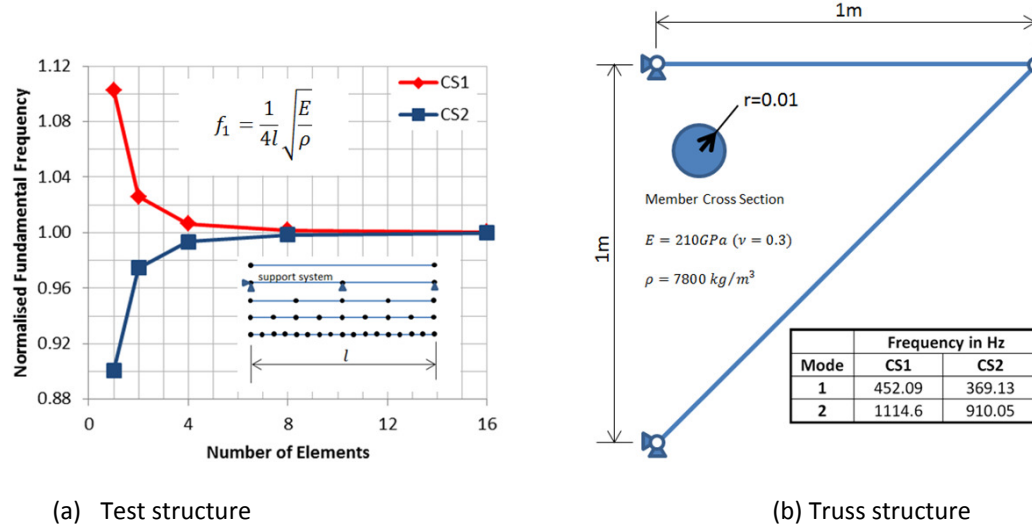 1.12
1.08
1.04
1.00
0.96
0.92
0.88
Normalised Fundamental Frequency
0 4 8 12 16
Number of Elements
CS1
CS2
f₁ = 1/4l √E/ρ
support system
l
(a) Test structure
1m
1m
r=0.01
Member Cross Section
E = 210GPa (ν = 0.3)
ρ = 7800 kg/m³
Frequency in Hz
Mode CS1 CS2
1 452.09 369.13
2 1114.6 910.05
(b) Truss structure